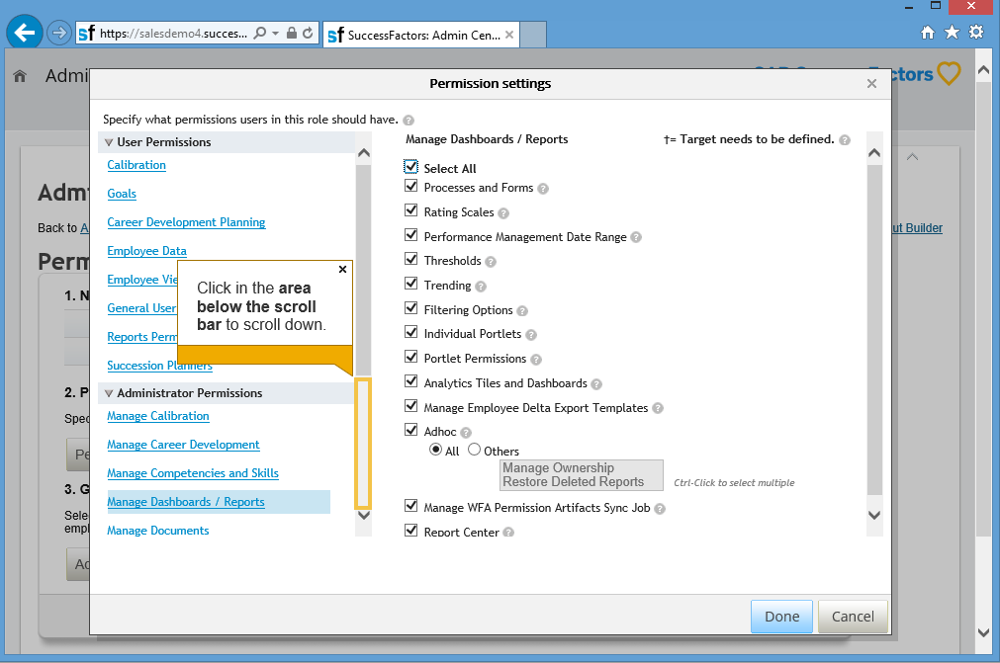 https://salesdemo4.succes...
SuccessFactors: Admin Cen...
Admi
ctors
Permission settings
Specify what permissions users in this role should have.
User Permissions
Calibration
Goals
Career Development Planning
Employee Data
Employee Vie
General User
Reports Perm
Succession Planners
Click in the area
below the scroll
bar to scroll down.
Administrator Permissions
Manage Calibration
Manage Career Development
Manage Competencies and Skills
Manage Dashboards / Reports
Manage Documents
Manage Dashboards / Reports
†= Target needs to be defined.
Select All
Processes and Forms
Rating Scales
Performance Management Date Range
Thresholds
Trending
Filtering Options
Individual Portlets
Portlet Permissions
Analytics Tiles and Dashboards
Manage Employee Delta Export Templates
Adhoc
All Others
Manage Ownership
Restore Deleted Reports
Ctrl-Click to select multiple
Manage WFA Permission Artifacts Sync Job
Report Center
Done
Cancel
Adm
Back to A
ut Builder
Perm
1. N
2. P
Spec
Pe
3. G
Selec
empl
Ad